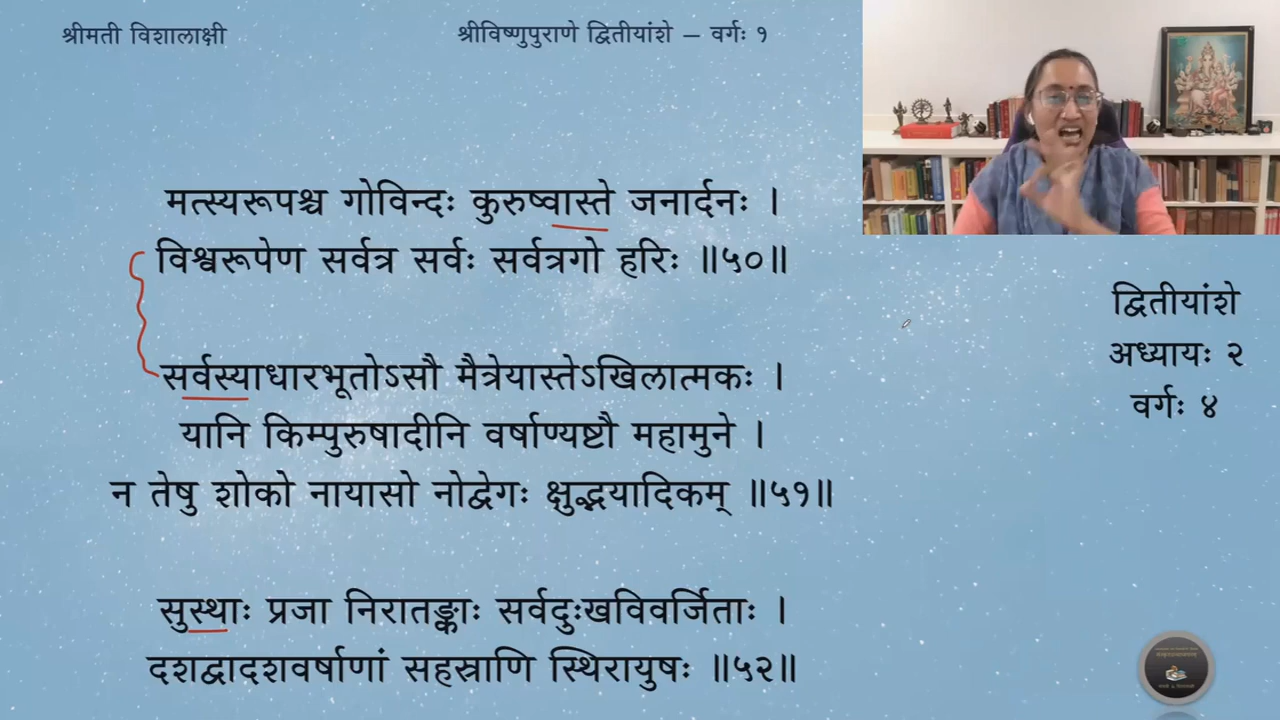 श्रीमती विशालाक्षी
श्रीविष्णुपुराणे द्वितीयांशे – वर्गः १
मत्स्यरूपश्च गोविन्दः कुरुष्वास्ते जनार्दनः ।
विश्वरूपेण सर्वत्र सर्वः सर्वत्रगो हरिः ॥५०॥
सर्वस्याधारभूतोऽसौ मैत्रेयास्तेऽखिलात्मकः ।
यानि किम्पुरुषादीनि वर्षाण्यष्टौ महामुने ।
न तेषु शोको नायासो नोद्वेगः क्षुद्भयादिकम् ॥५१॥
सुस्थाः प्रजा निरातङ्काः सर्वदुःखविवर्जिताः ।
दशद्वादशवर्षाणां सहस्राणि स्थिरायुषः ॥५२॥
द्वितीयांशे
अध्यायः २
वर्गः ४